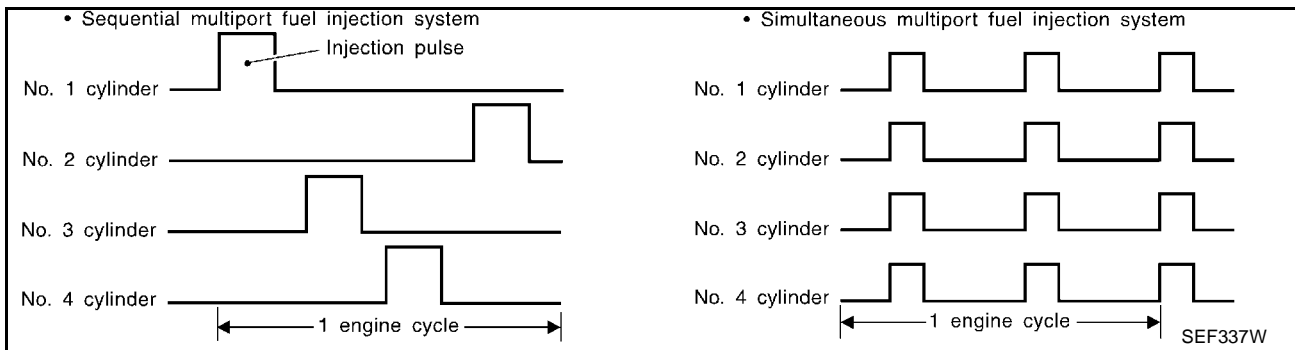 • Sequential multiport fuel injection system
Injection pulse
No. 1 cylinder
No. 2 cylinder
No. 3 cylinder
No. 4 cylinder
1 engine cycle
• Simultaneous multiport fuel injection system
No. 1 cylinder
No. 2 cylinder
No. 3 cylinder
No. 4 cylinder
1 engine cycle
SEF337W